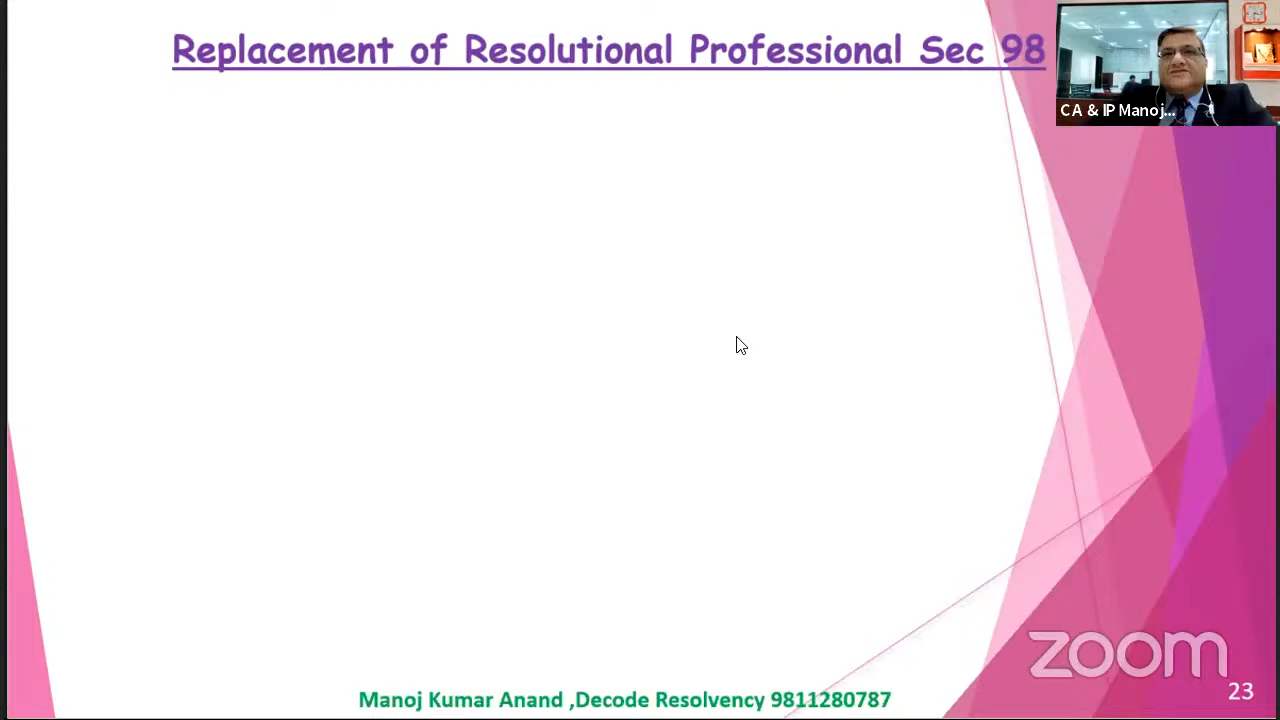 Replacement of Resolutional Professional Sec 98
CA & IP Manoj...
zoom
Manoj Kumar Anand ,Decode Resolvency 9811280787
23